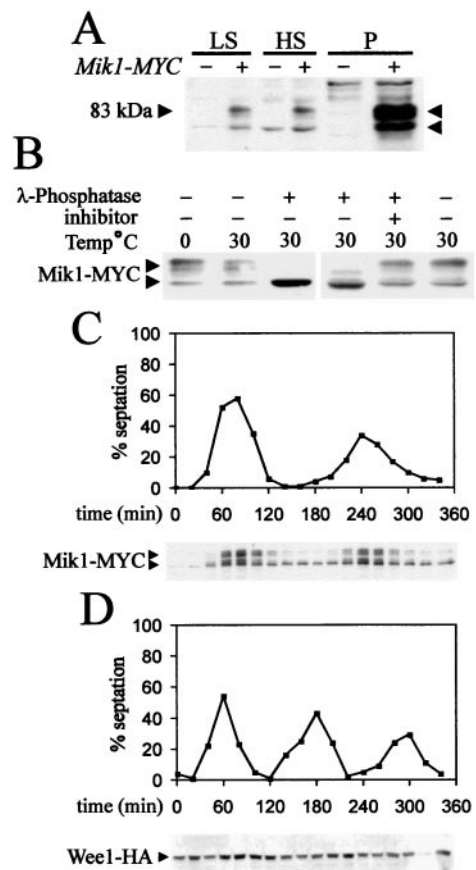 A
LS HS P
Mik1-MYC − + − + − +
83 kDa
B
λ-Phosphatase − − + + + −
inhibitor − − − − + −
Temp°C 0 30 30 30 30 30
Mik1-MYC
C
100
80
60
40
20
0
% septation
time (min) 0 60 120 180 240 300 360
Mik1-MYC
D
100
80
60
40
20
0
% septation
0 60 120 180 240 300 360
time (min)
Wee1-HA